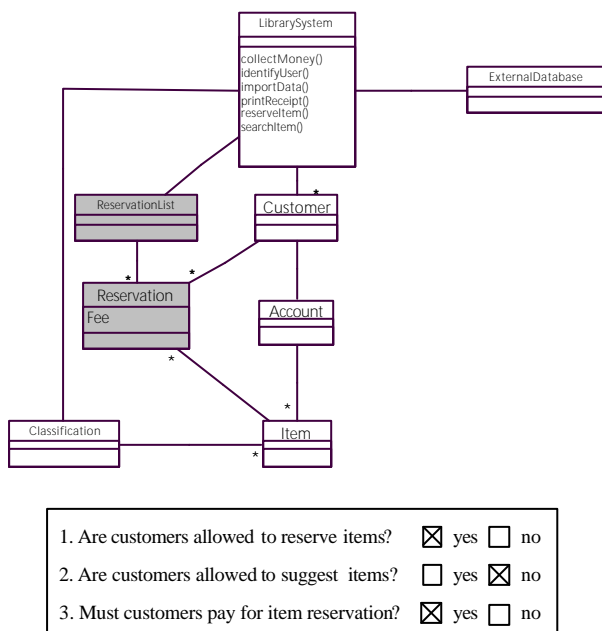 LibrarySystem
collectMoney()
identifyUser()
importData()
printReceipt()
reserveItem()
searchItem()
ExternalDatabase
*
ReservationList
Customer
*
*
Reservation
Fee
Account
*
*
Classification
Item
*
1. Are customers allowed to reserve items? yes no
2. Are customers allowed to suggest items? yes no
3. Must customers pay for item reservation? yes no